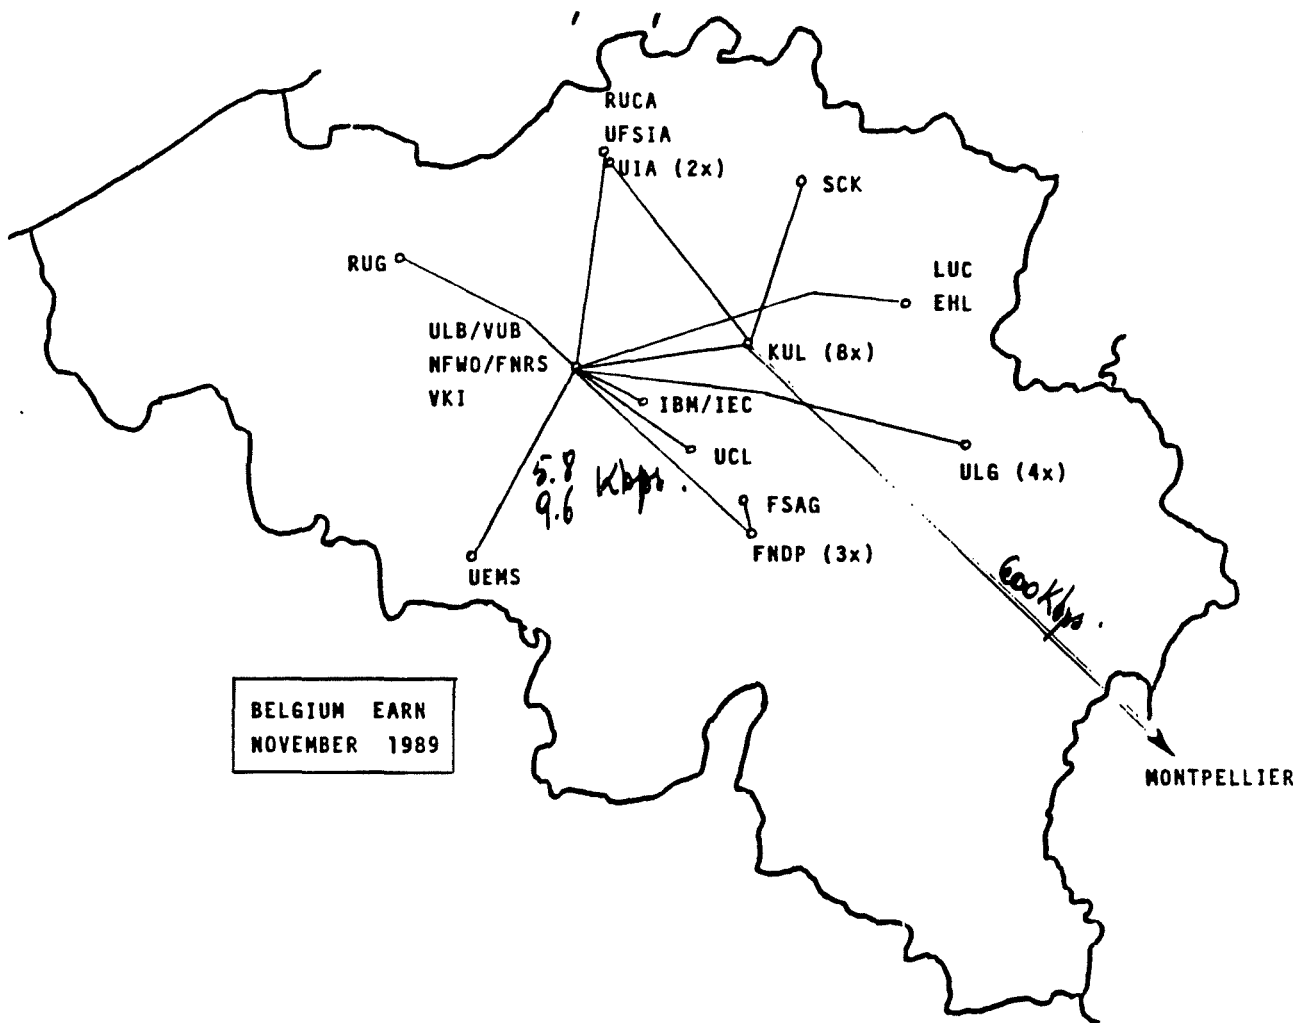 RUCA
UFSIA
UIA (2x)
SCK
RUG
LUC
EHL
ULB/VUB
NFWO/FNRS
VKI
KUL (8x)
IBM/IEC
UCL
ULG (4x)
5.8
9.6 Kbps.
FSAG
FNDP (3x)
UEMS
600 Kbps.
BELGIUM EARN
NOVEMBER 1989
MONTPELLIER